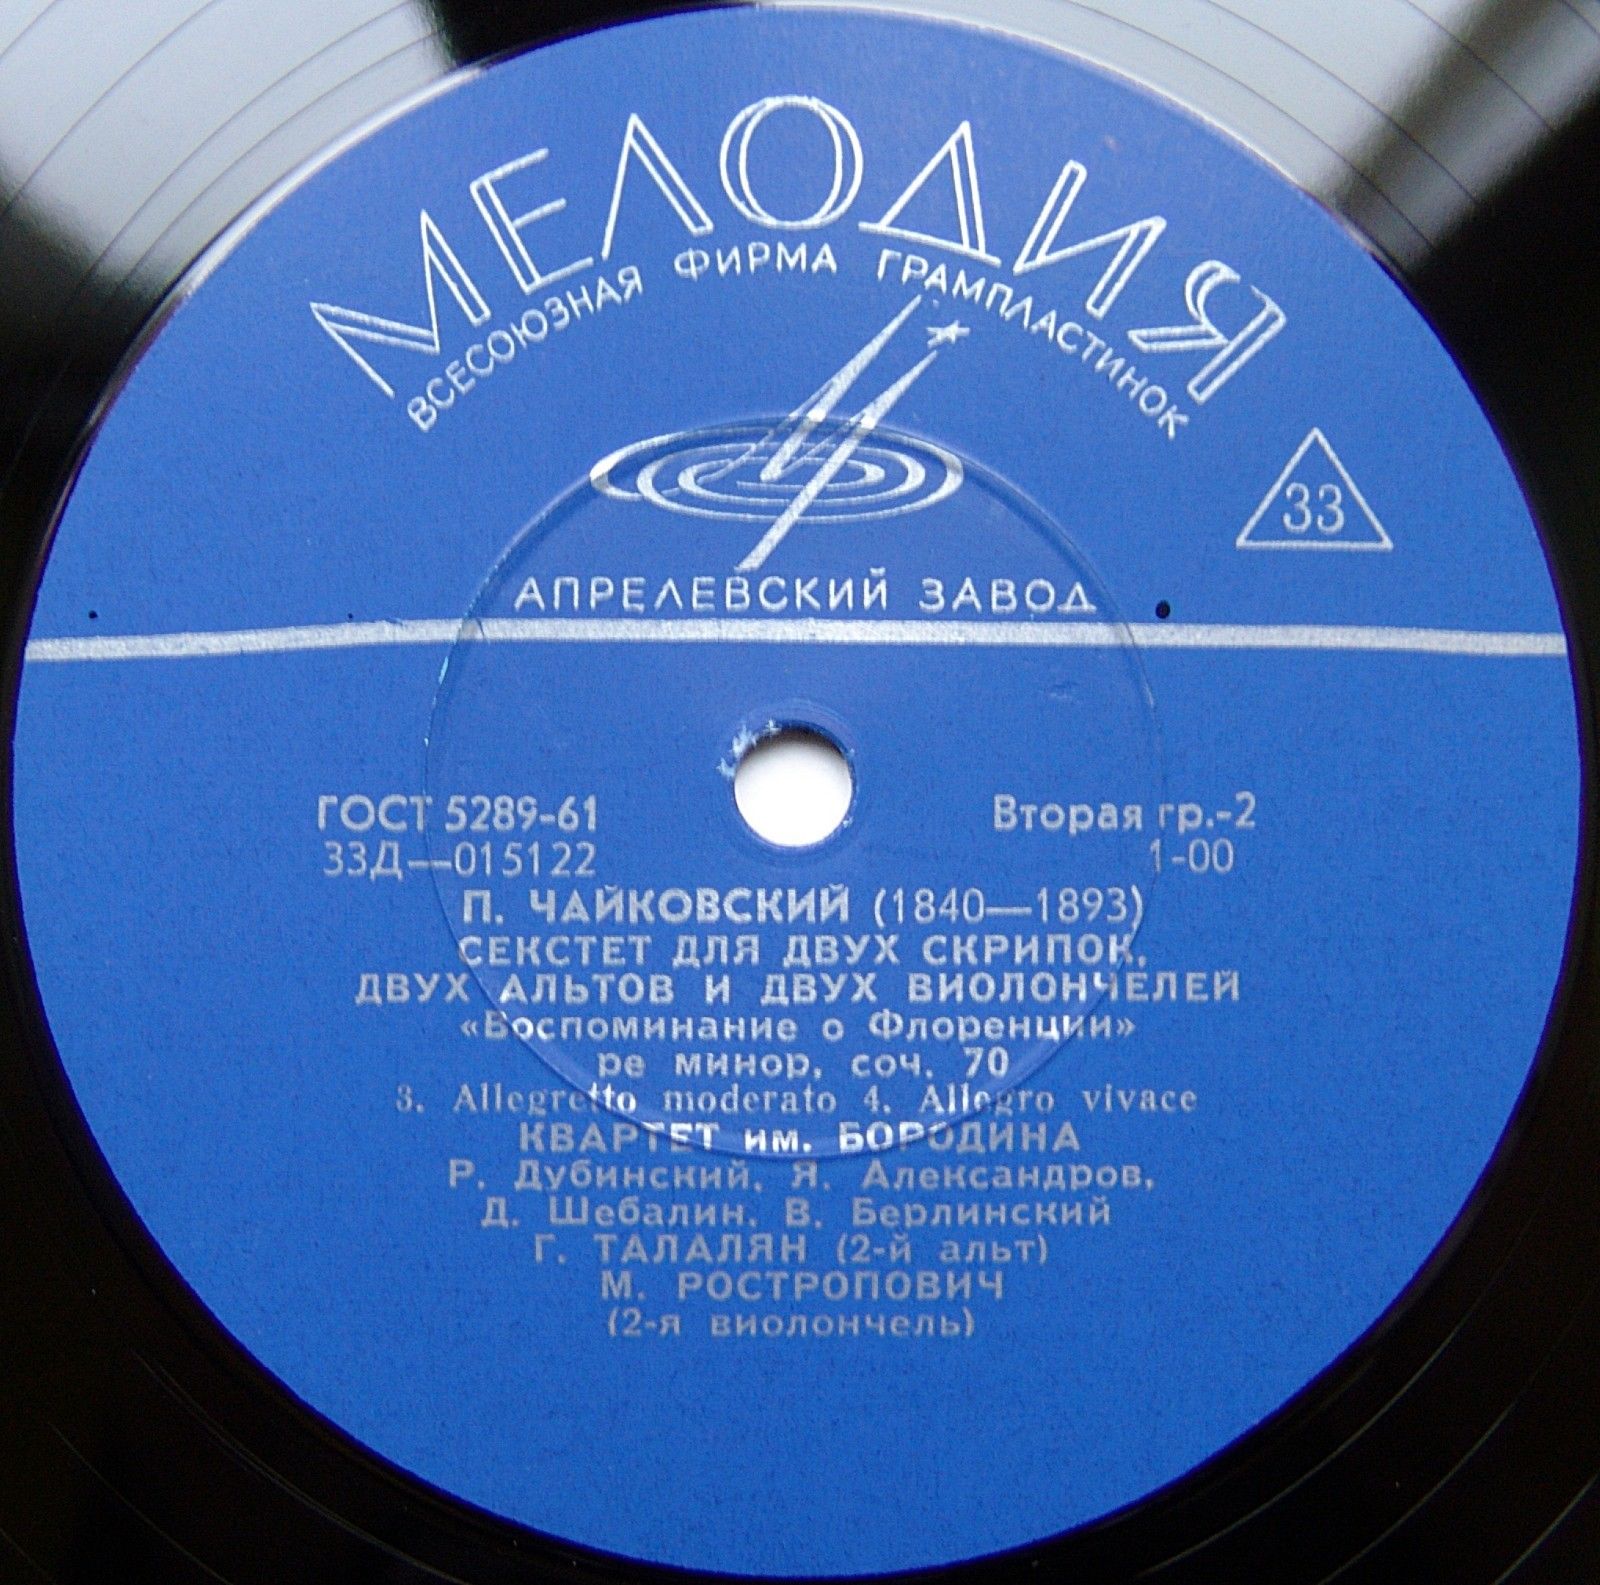 МЕЛОДИЯ
ВСЕСОЮЗНАЯ ФИРМА ГРАМПЛАСТИНОК
33
АПРЕЛЕВСКИЙ ЗАВОД
ГОСТ 5289-61 Вторая гр.-2
33Д—015122 1-00
П. ЧАЙКОВСКИЙ (1840—1893)
СЕКСТЕТ ДЛЯ ДВУХ СКРИПОК,
ДВУХ АЛЬТОВ И ДВУХ ВИОЛОНЧЕЛЕЙ
«Воспоминание о Флоренции»
ре минор, соч. 70
3. Allegretto moderato 4. Allegro vivace
КВАРТЕТ им. БОРОДИНА
Р. Дубинский, Я. Александров,
Д. Шебалин, В. Берлинский
Г. ТАЛАЛЯН (2-й альт)
М. РОСТРОПОВИЧ
(2-я виолончель)